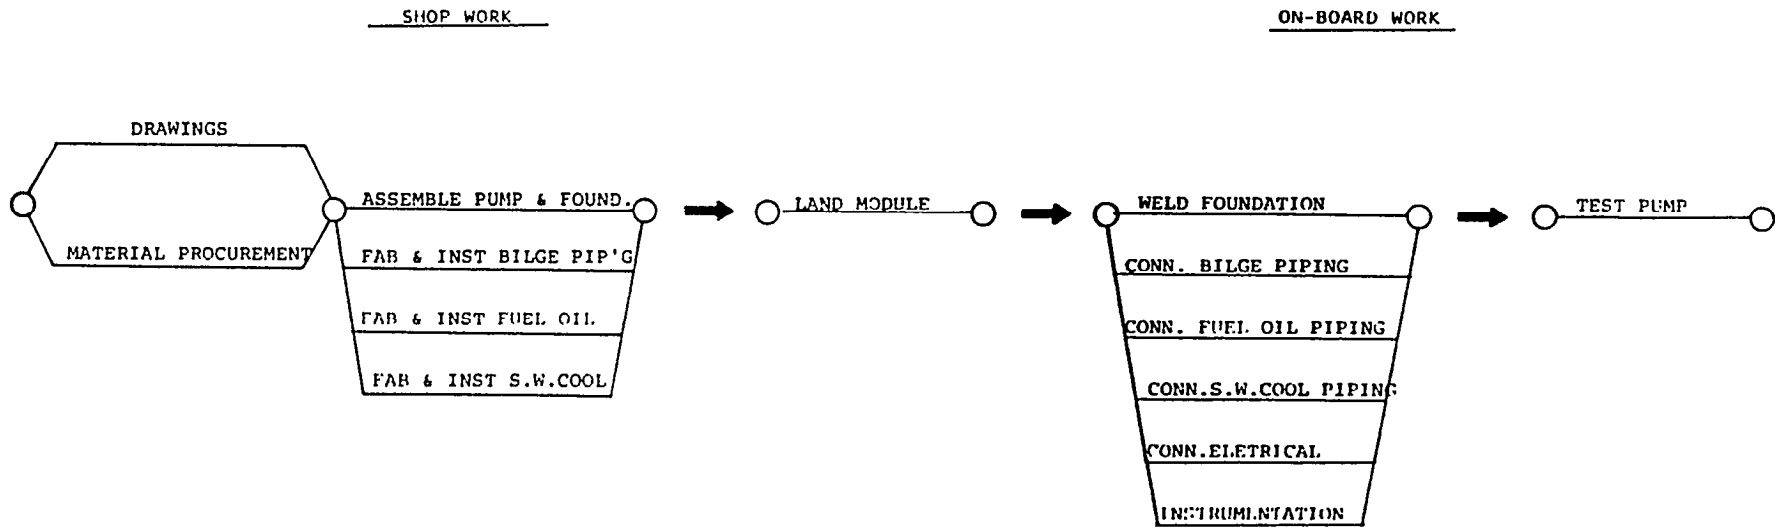 SHOP WORK
ON-BOARD WORK
DRAWINGS
MATERIAL PROCUREMENT
ASSEMBLE PUMP & FOUND.
FAB & INST BILGE PIP'G
FAB & INST FUEL OIL
FAB & INST S.W.COOL
LAND MODULE
WELD FOUNDATION
CONN. BILGE PIPING
CONN. FUEL OIL PIPING
CONN.S.W.COOL PIPING
CONN.ELETRICAL
INSTRUMENTATION
TEST PUMP